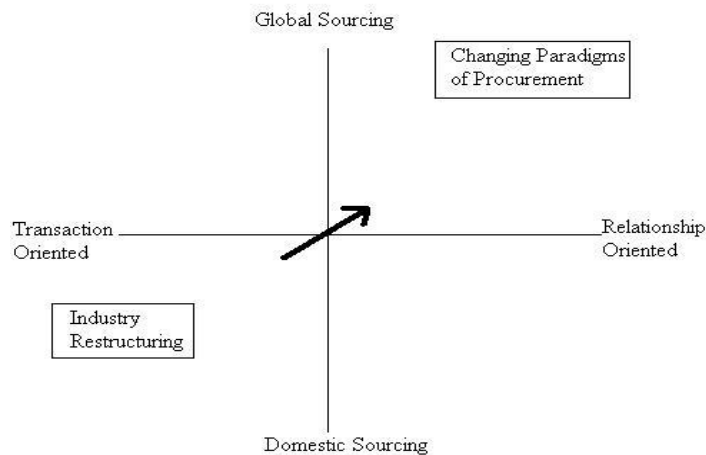 Global Sourcing
Changing Paradigms
of Procurement
Transaction
Oriented
Relationship
Oriented
Industry
Restructuring
Domestic Sourcing